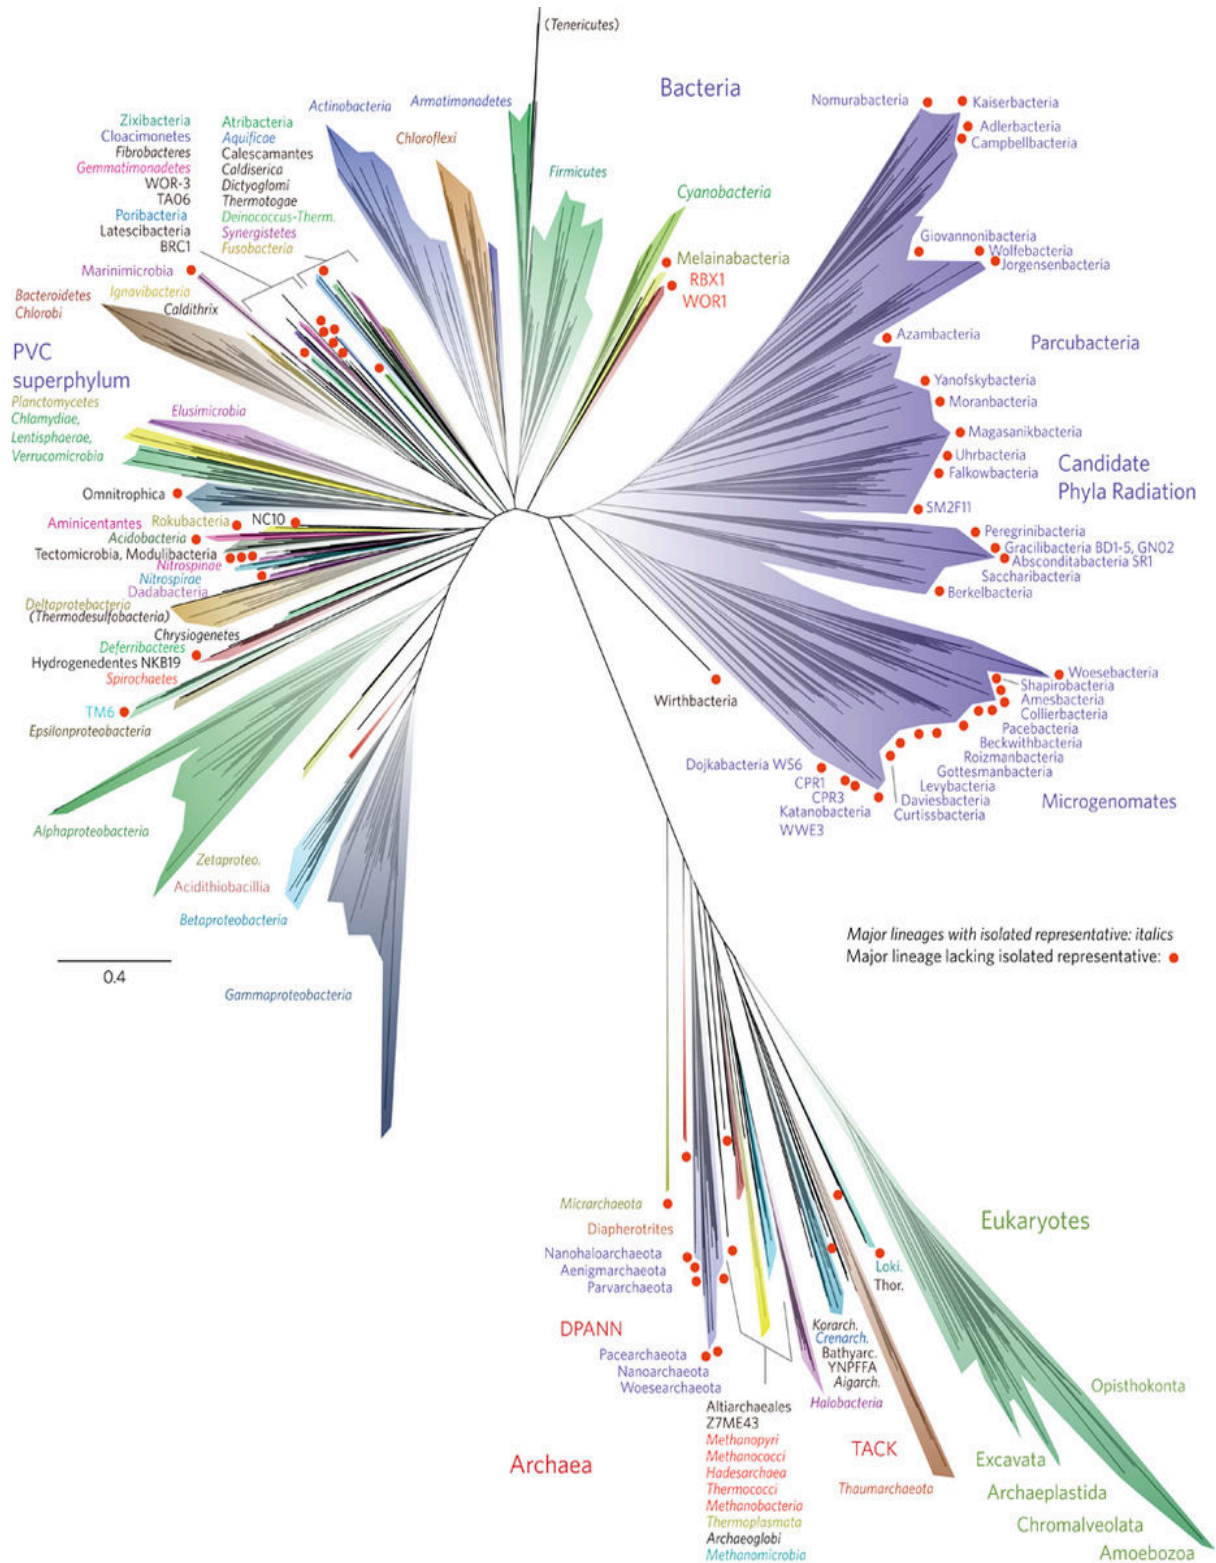 (Tenericutes)
Bacteria
Actinobacteria
Armatimonadetes
Nomurabacteria
Kaiserbacteria
Adlerbacteria
Campbellbacteria
Zixibacteria
Cloacimonetes
Fibrobacteres
Gemmatimonadetes
WOR-3
TA06
Poribacteria
Latescibacteria
BRC1
Atribacteria
Aquificae
Calescamantes
Caldiserica
Dictyoglomi
Thermotogae
Deinococcus-Therm.
Synergistetes
Fusobacteria
Chloroflexi
Firmicutes
Cyanobacteria
Melainabacteria
RBX1
WOR1
Giovannonibacteria
Wolfebacteria
Jorgensenbacteria
Marinimicrobia
Bacteroidetes
Chlorobi
Ignavibacteria
Caldithrix
Azambacteria
Parcubacteria
PVC
superphylum
Planctomycetes
Chlamydiae,
Lentisphaerae,
Verrucomicrobia
Elusimicrobia
Yanofskybacteria
Moranbacteria
Magasanikbacteria
Uhrbacteria
Falkowbacteria
Candidate
Phyla Radiation
SM2F11
Omnitrophica
Aminicentantes
Rokubacteria
NC10
Acidobacteria
Tectomicrobia, Modulibacteria
Nitrospinae
Nitrospirae
Dadabacteria
Deltaprotebacteria
(Thermodesulfobacteria)
Chrysiogenetes
Deferribacteres
Hydrogenedentes NKB19
Spirochaetes
TM6
Epsilonproteobacteria
Peregrinibacteria
Gracilibacteria BD1-5, GN02
Absconditabacteria SR1
Saccharibacteria
Berkelbacteria
Wirthbacteria
Woesebacteria
Shapirobacteria
Amesbacteria
Collierbacteria
Pacebacteria
Beckwithbacteria
Roizmanbacteria
Gottesmanbacteria
Levybacteria
Daviesbacteria
Curtissbacteria
Microgenomates
Dojkabacteria WS6
CPR1
CPR3
Katanobacteria
WWE3
Alphaproteobacteria
Zetaproteo.
Acidithiobacillia
Betaproteobacteria
0.4
Gammaproteobacteria
Major lineages with isolated representative: italics
Major lineage lacking isolated representative:
Micrarchaeota
Diapherotrites
Nanohaloarchaeota
Aenigmarchaeota
Parvarchaeota
DPANN
Pacearchaeota
Nanoarchaeota
Woesearchaeota
Eukaryotes
Loki.
Thor.
Korarch.
Crenarch.
Bathyarc.
YNPFFA
Aigarch.
Halobacteria
Altiarchaeales
Z7ME43
Methanopyri
Methanococci
Hadesarchaea
Thermococci
Methanobacteria
Thermoplasmata
Archaeoglobi
Methanomicrobia
Archaea
TACK
Thaumarchaeota
Opisthokonta
Excavata
Archaeplastida
Chromalveolata
Amoebozoa